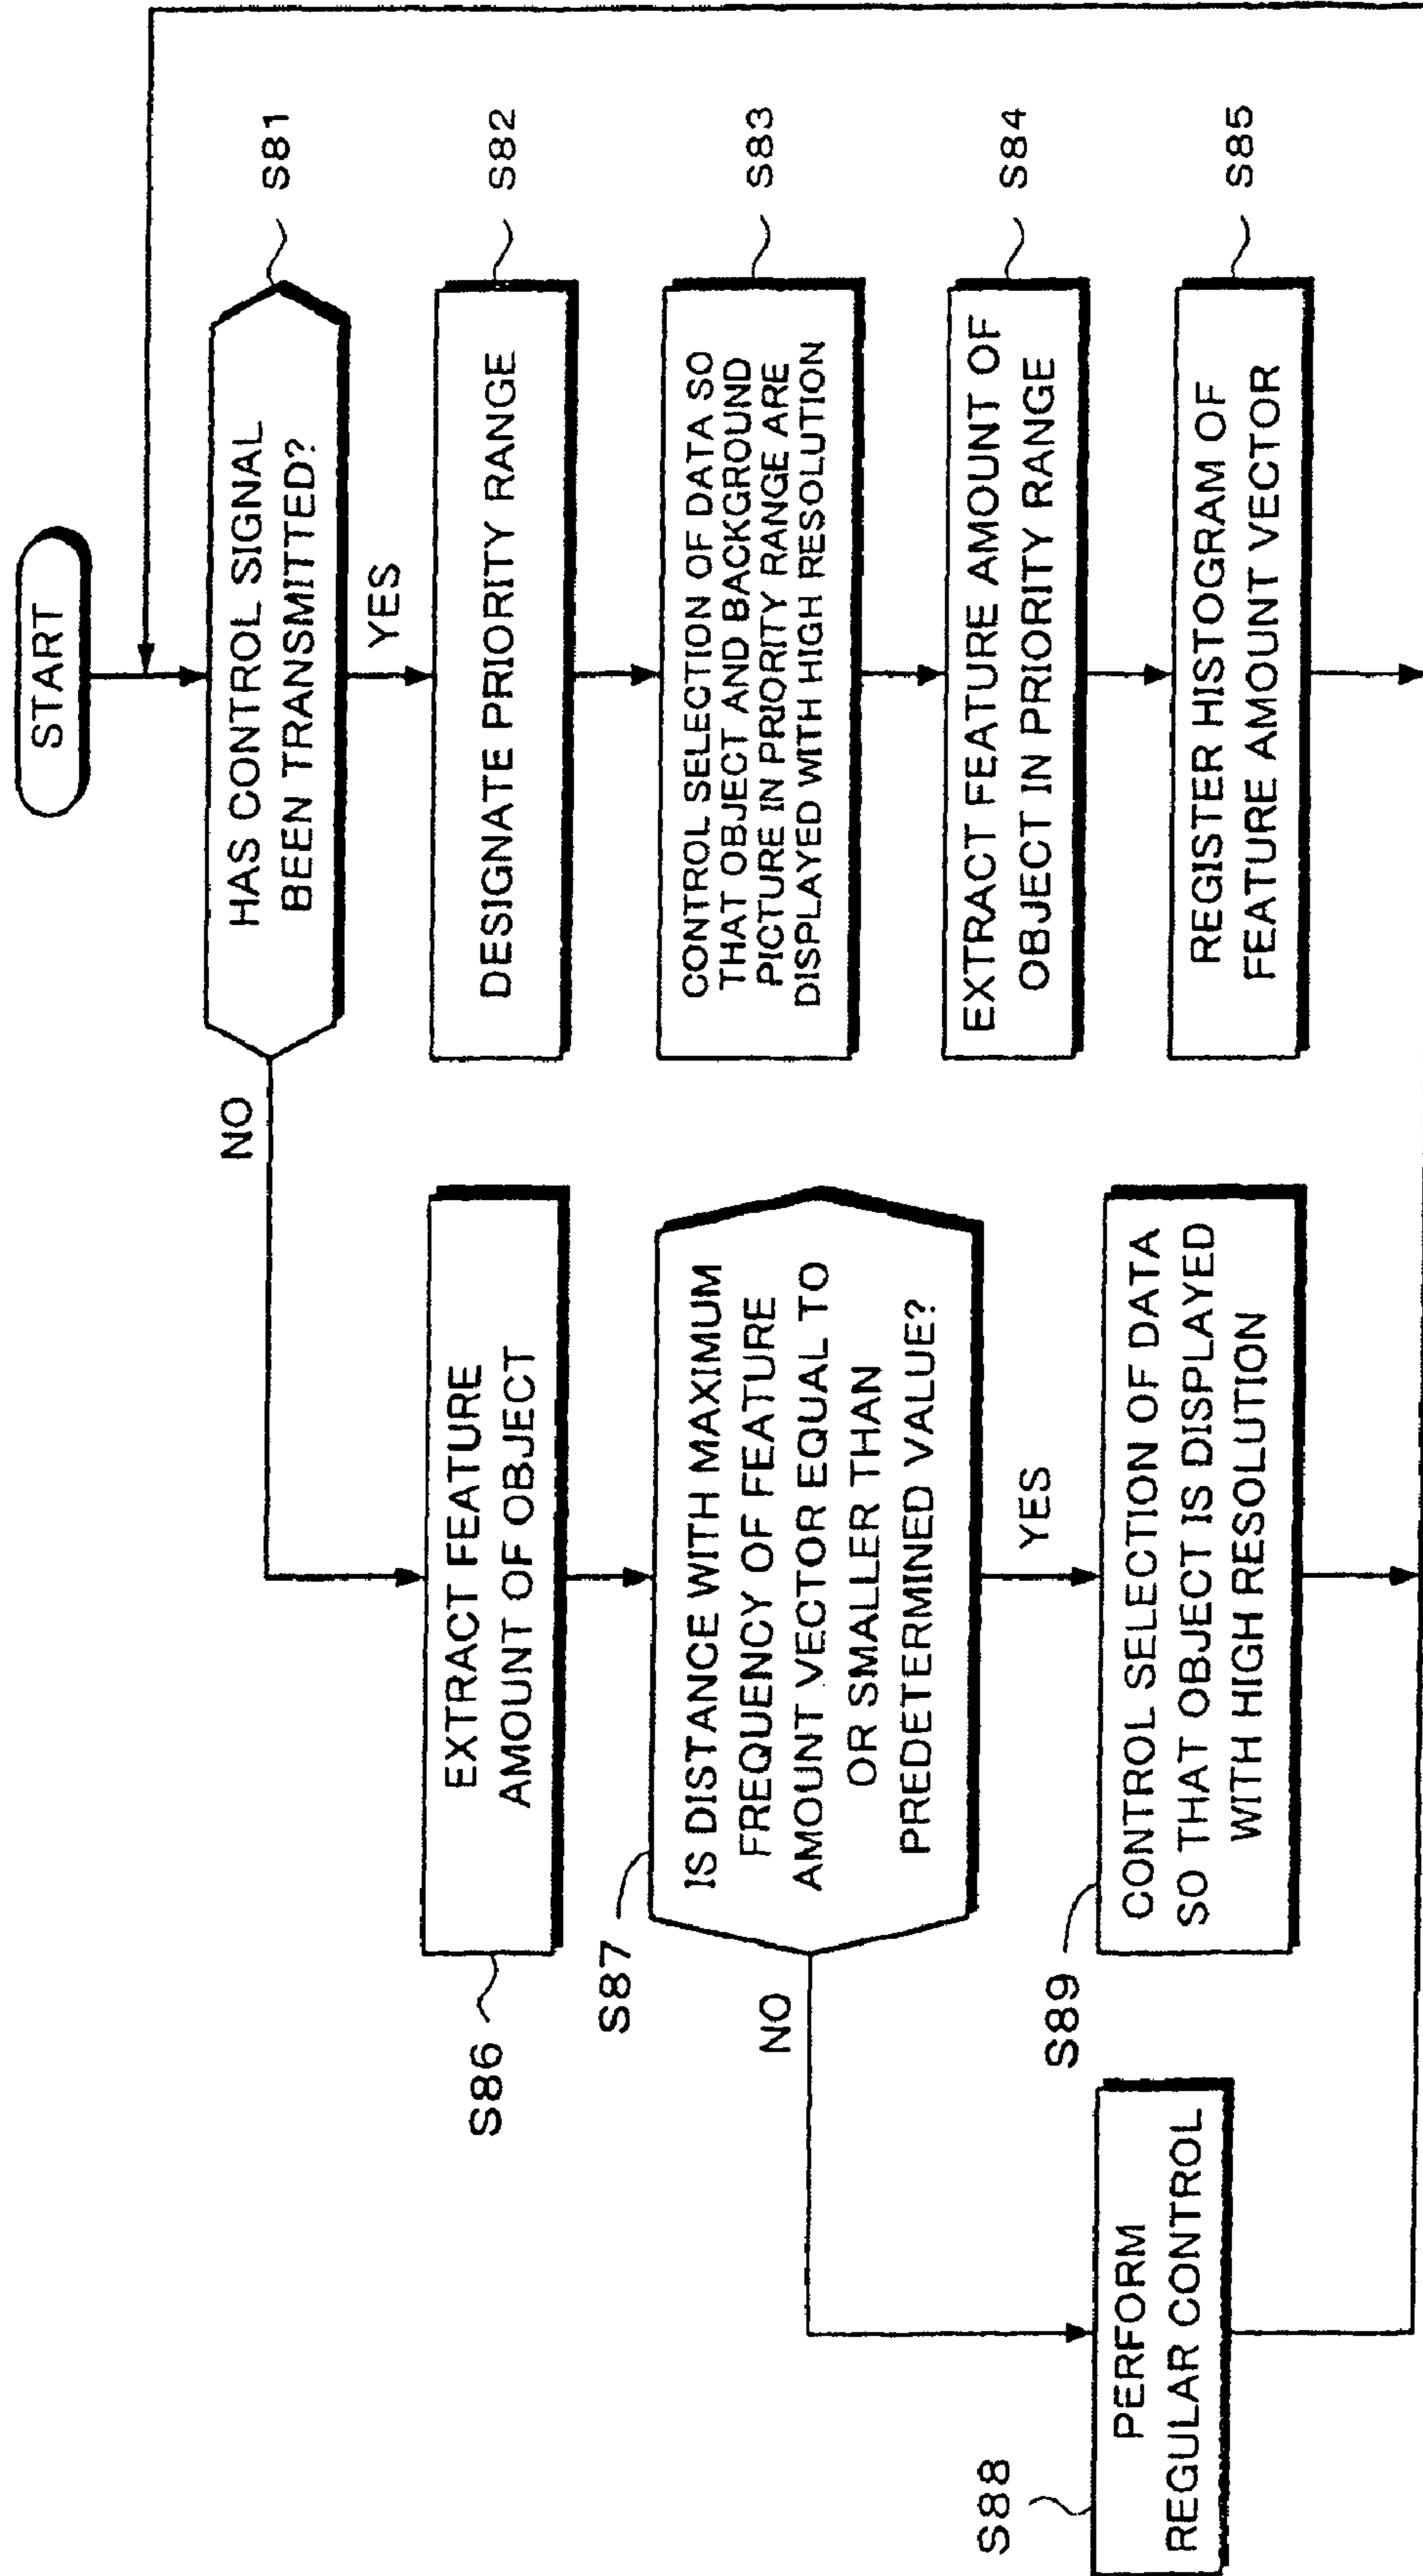 START
HAS CONTROL SIGNAL
BEEN TRANSMITTED?
S81
YES
NO
DESIGNATE PRIORITY RANGE
S82
CONTROL SELECTION OF DATA SO
THAT OBJECT AND BACKGROUND
PICTURE IN PRIORITY RANGE ARE
DISPLAYED WITH HIGH RESOLUTION
S83
EXTRACT FEATURE AMOUNT OF
OBJECT IN PRIORITY RANGE
S84
REGISTER HISTOGRAM OF
FEATURE AMOUNT VECTOR
S85
EXTRACT FEATURE
AMOUNT OF OBJECT
S86
IS DISTANCE WITH MAXIMUM
FREQUENCY OF FEATURE
AMOUNT VECTOR EQUAL TO
OR SMALLER THAN
PREDETERMINED VALUE?
S87
YES
NO
CONTROL SELECTION OF DATA
SO THAT OBJECT IS DISPLAYED
WITH HIGH RESOLUTION
S89
PERFORM
REGULAR CONTROL
S88